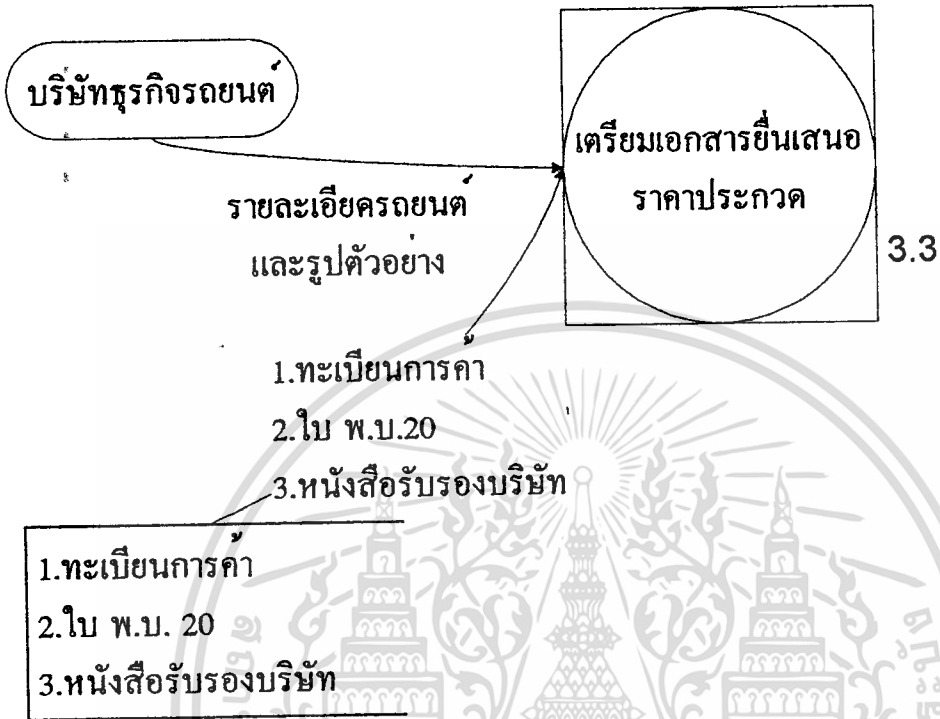 บริษัทธุรกิจรถยนต์
เตรียมเอกสารยื่นเสนอ
ราคาประกวด
3.3
รายละเอียดรถยนต์
และรูปตัวอย่าง
1.ทะเบียนการค้า
2.ใบ พ.บ.20
3.หนังสือรับรองบริษัท
1.ทะเบียนการค้า
2.ใบ พ.บ. 20
3.หนังสือรับรองบริษัท